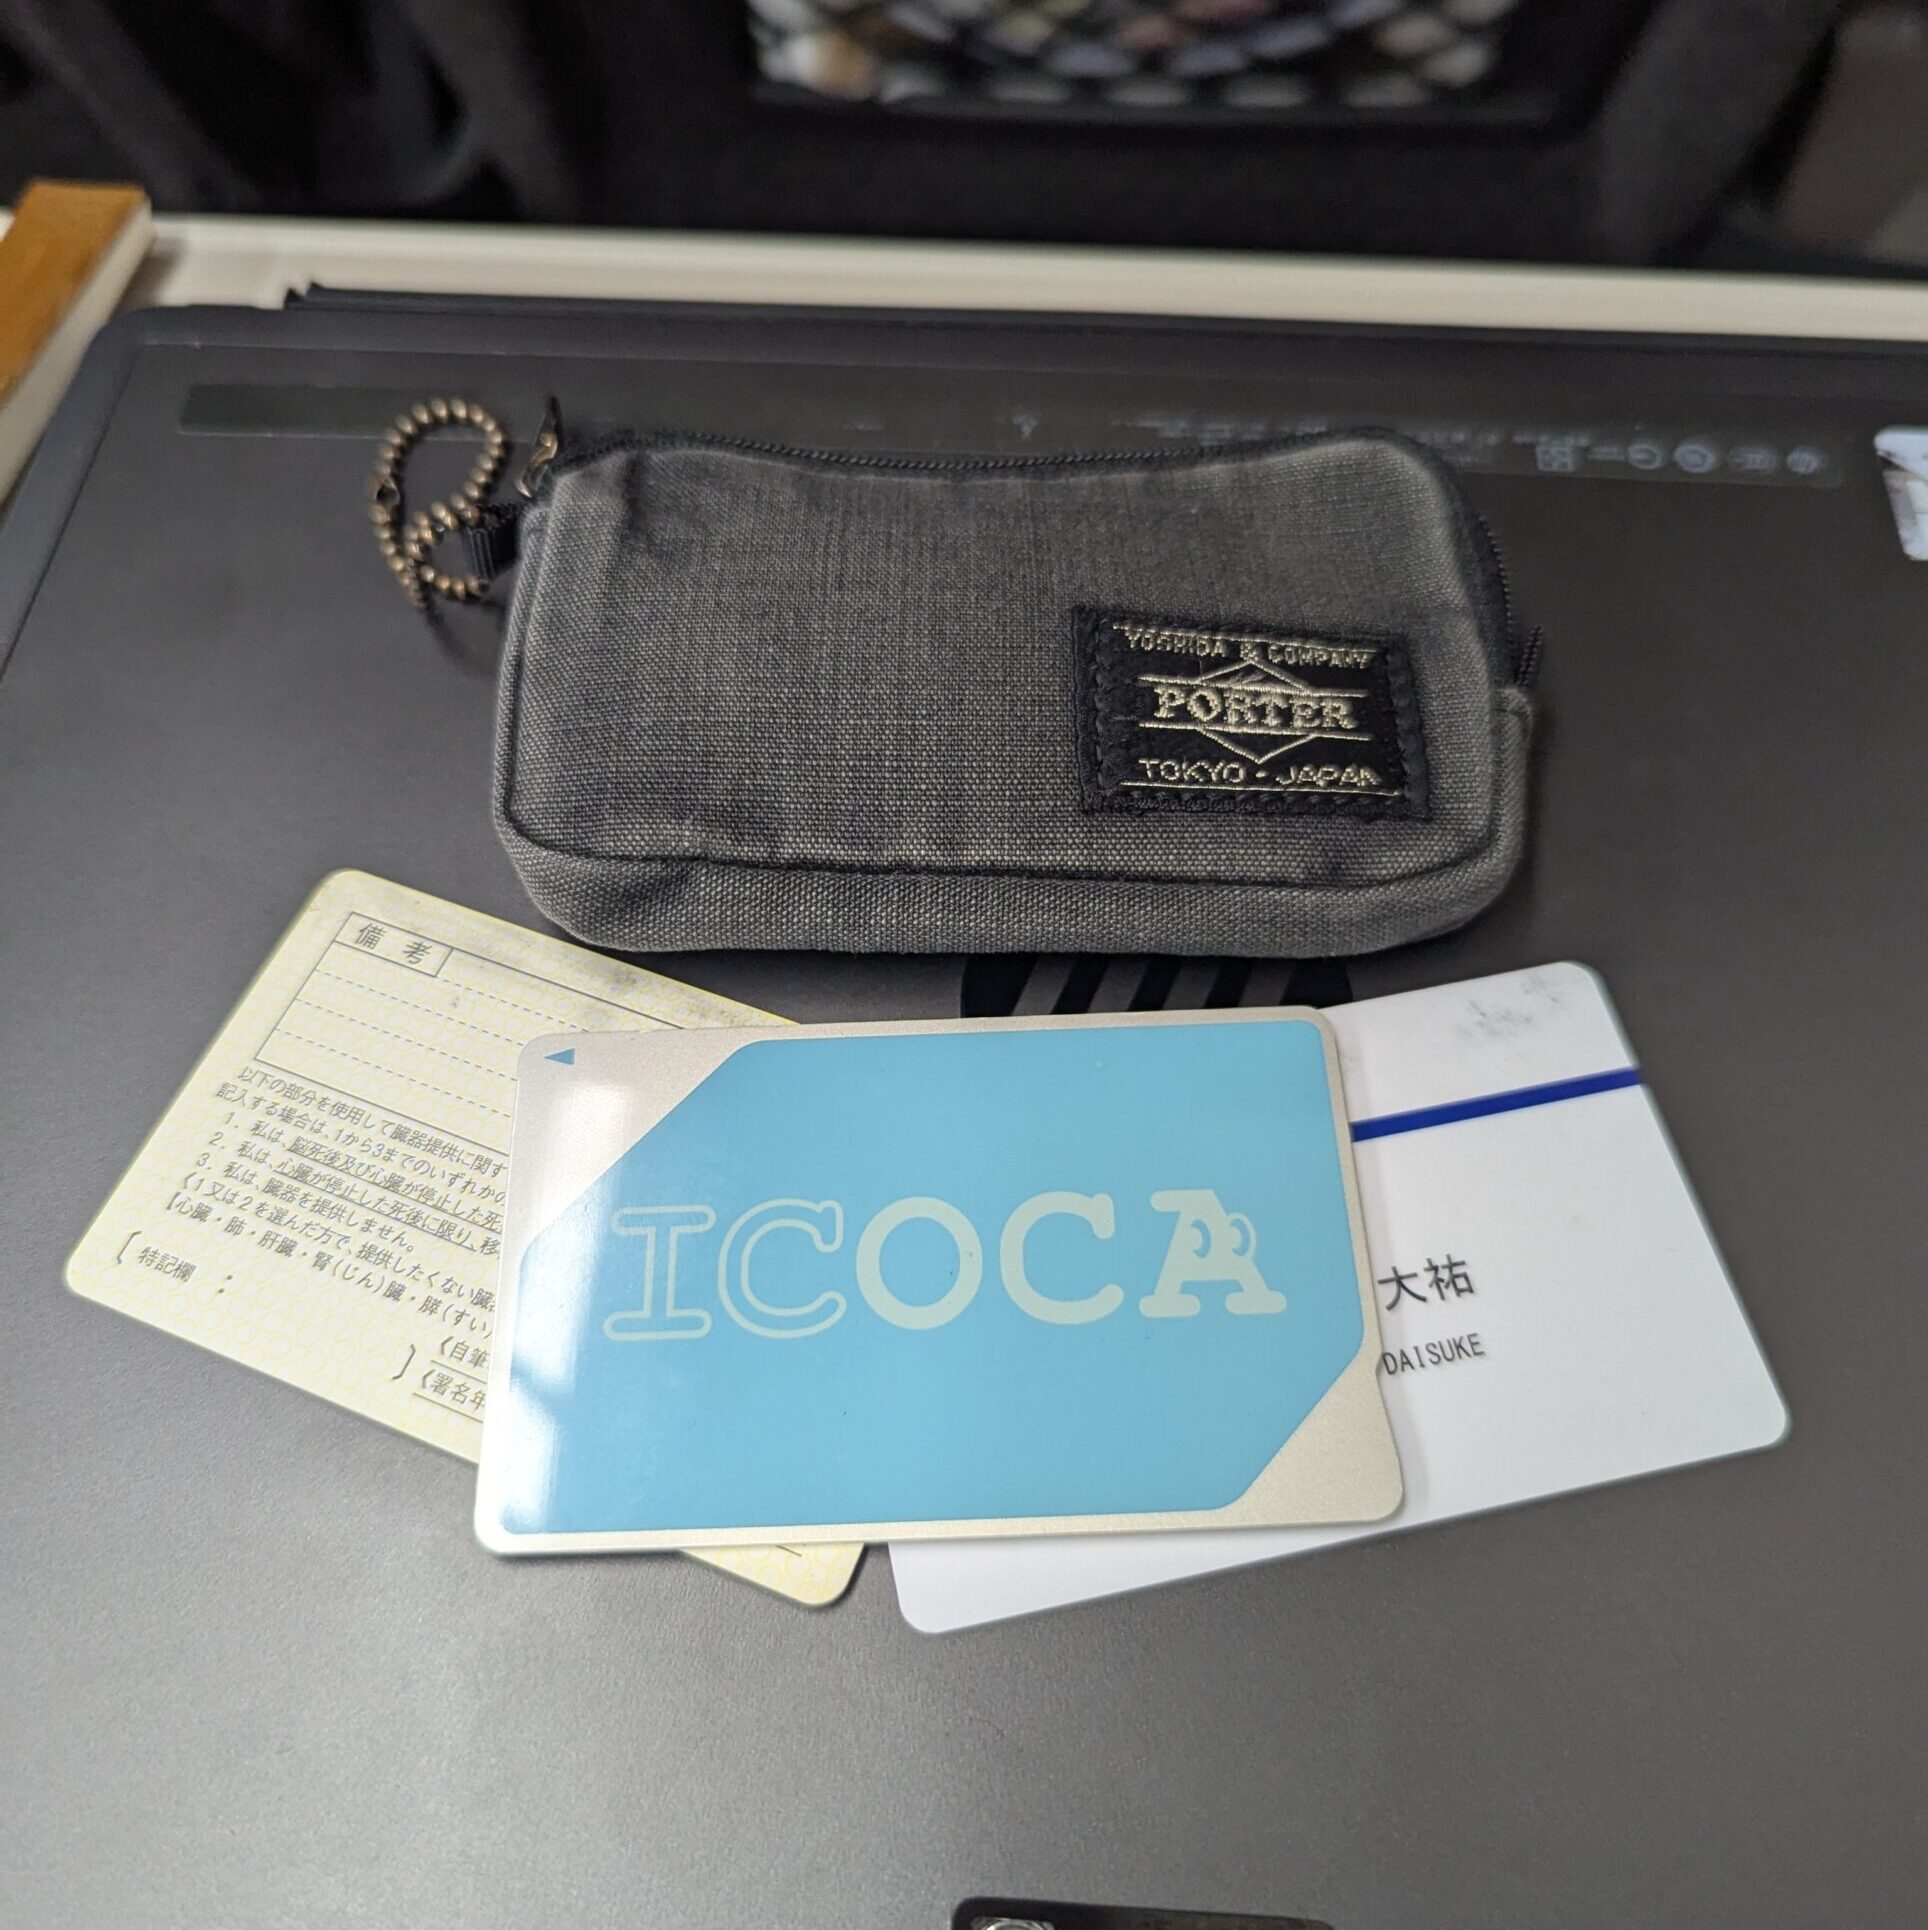 YOSHIDA & COMPANY
PORTER
TOKYO・JAPAN
備考
以下の部分を使用して臓器提供に関す
記入する場合は、1から3までのいずれかの
1. 私は、脳死後及び心臓が停止した死
2. 私は、心臓が停止した死後に限り、移
3. 私は、臓器を提供しません。
《1又は2を選んだ方で、提供したくない臓
【心臓・肺・肝臓・腎(じん)臓・膵(すい)
〔特記欄:
〕《自筆
《署名年
ICOCA
大祐
DAISUKE